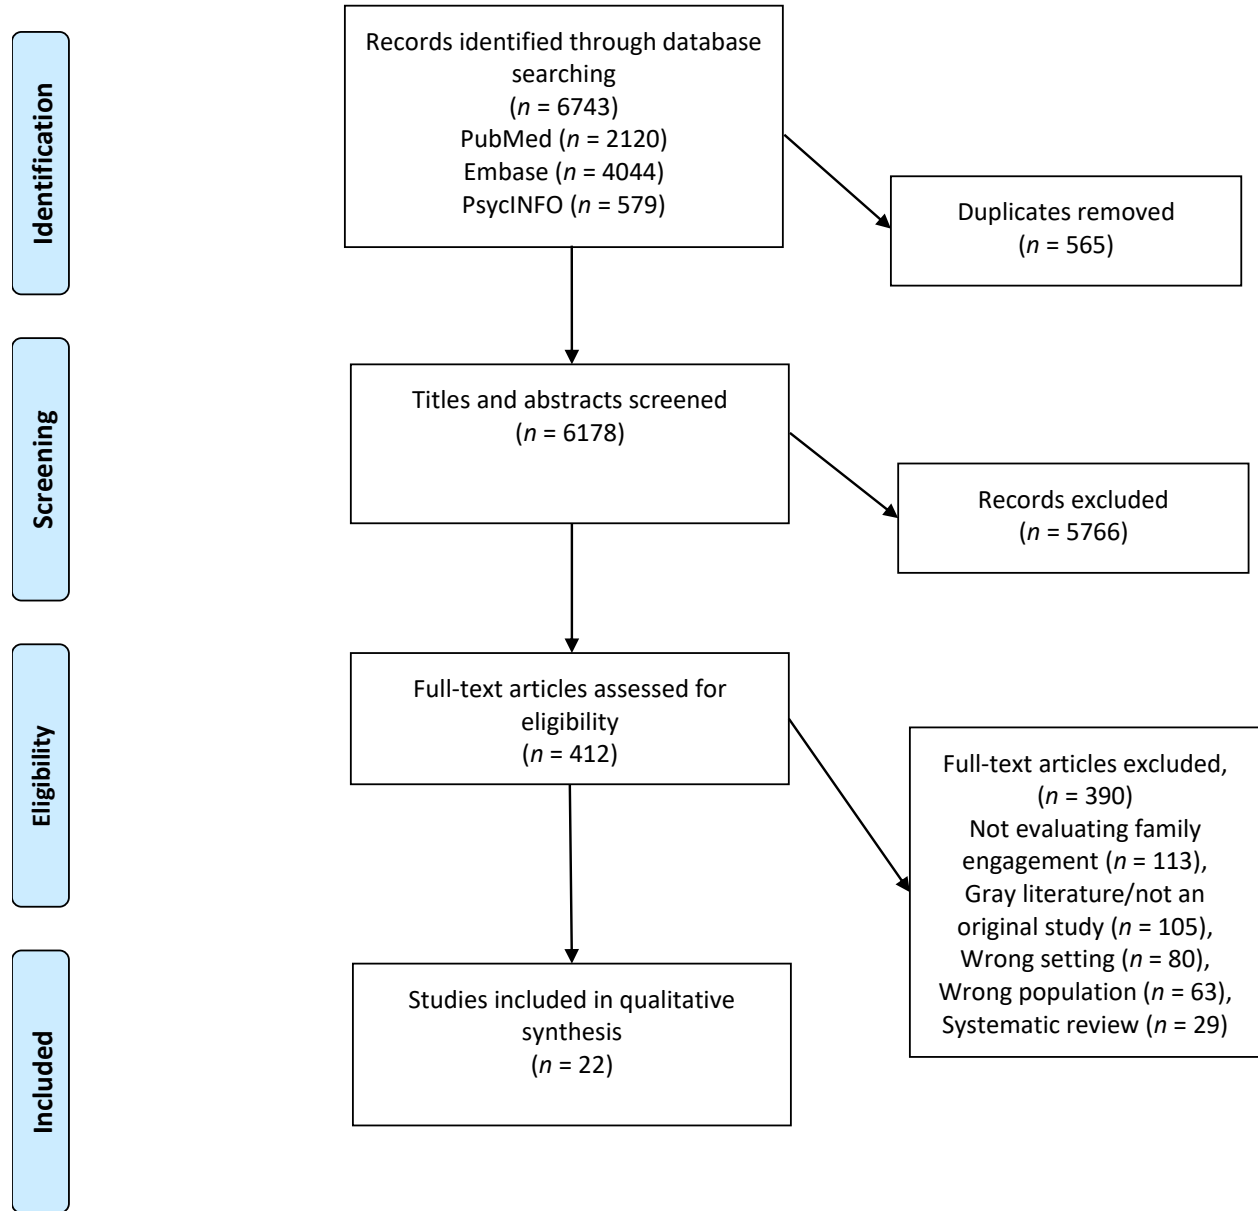 Identification
Records identified through database
searching
(n = 6743)
PubMed (n = 2120)
Embase (n = 4044)
PsycINFO (n = 579)
Duplicates removed
(n = 565)
Screening
Titles and abstracts screened
(n = 6178)
Records excluded
(n = 5766)
Eligibility
Full-text articles assessed for
eligibility
(n = 412)
Full-text articles excluded,
(n = 390)
Not evaluating family
engagement (n = 113),
Gray literature/not an
original study (n = 105),
Wrong setting (n = 80),
Wrong population (n = 63),
Systematic review (n = 29)
Included
Studies included in qualitative
synthesis
(n = 22)